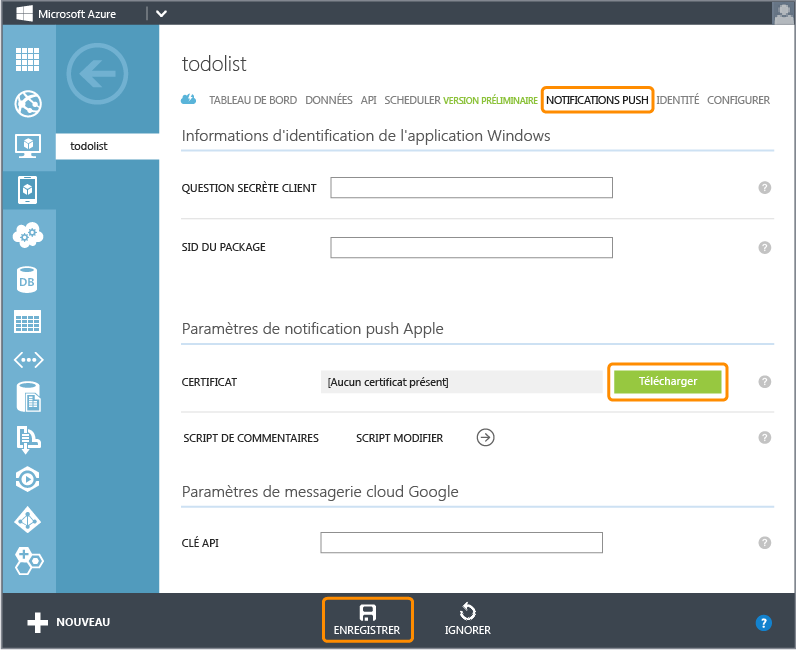 Microsoft Azure
todolist
todolist
TABLEAU DE BORD DONNÉES API SCHEDULER VERSION PRÉLIMINAIRE NOTIFICATIONS PUSH IDENTITÉ CONFIGURER
Informations d'identification de l'application Windows
QUESTION SECRÈTE CLIENT ?
SID DU PACKAGE ?
Paramètres de notification push Apple
CERTIFICAT [Aucun certificat présent] Télécharger ?
SCRIPT DE COMMENTAIRES SCRIPT MODIFIER ?
Paramètres de messagerie cloud Google
CLÉ API ?
DB
NOUVEAU ENREGISTRER IGNORER ?